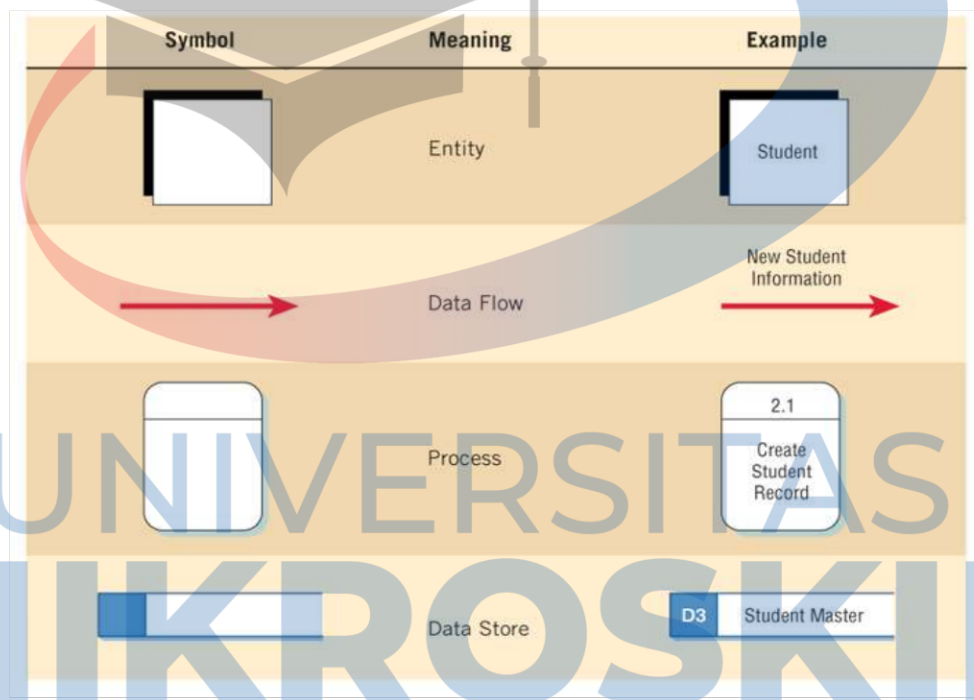 Symbol Meaning Example
Entity
Student
New Student
Information
Data Flow
2.1
Create
Student
Record
Process
D3 Student Master
Data Store
UNIVERSITAS
MIKROSKIL